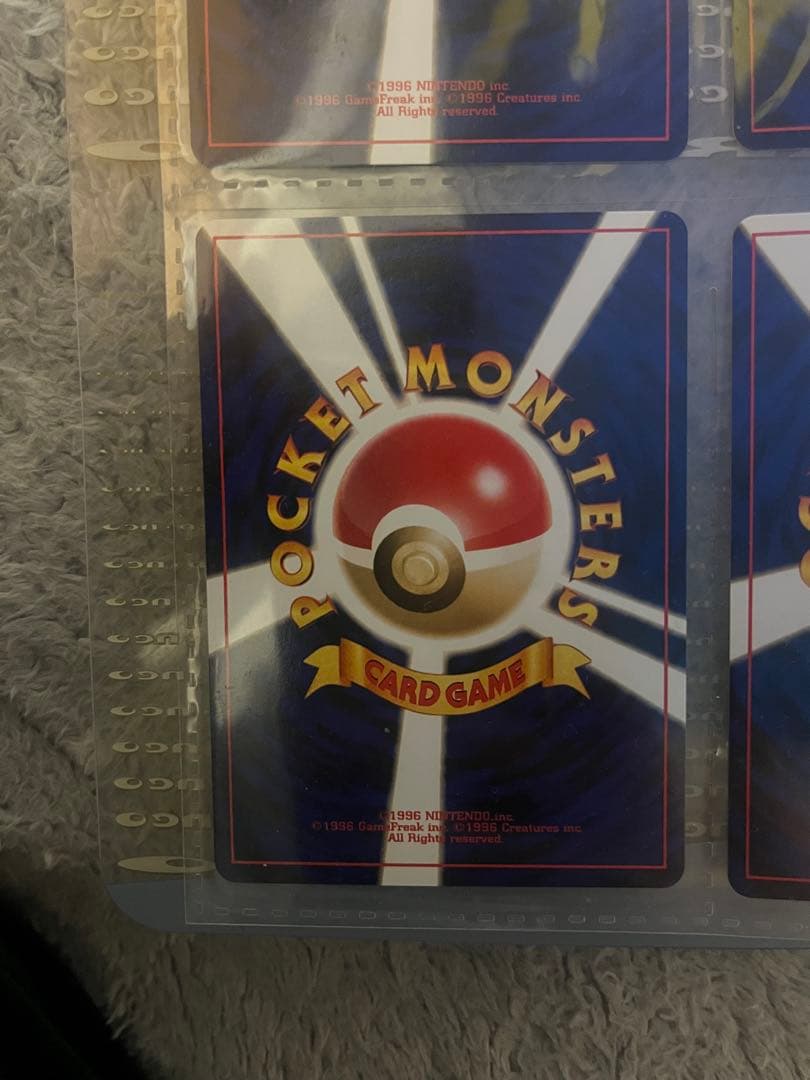 ©1996 NINTENDO inc.
©1996 GameFreak inc. ©1996 Creatures inc.
All Rights reserved.
POCKET MONSTERS
CARD GAME
©1996 NINTENDO inc.
©1996 GameFreak inc. ©1996 Creatures inc.
All Rights reserved.